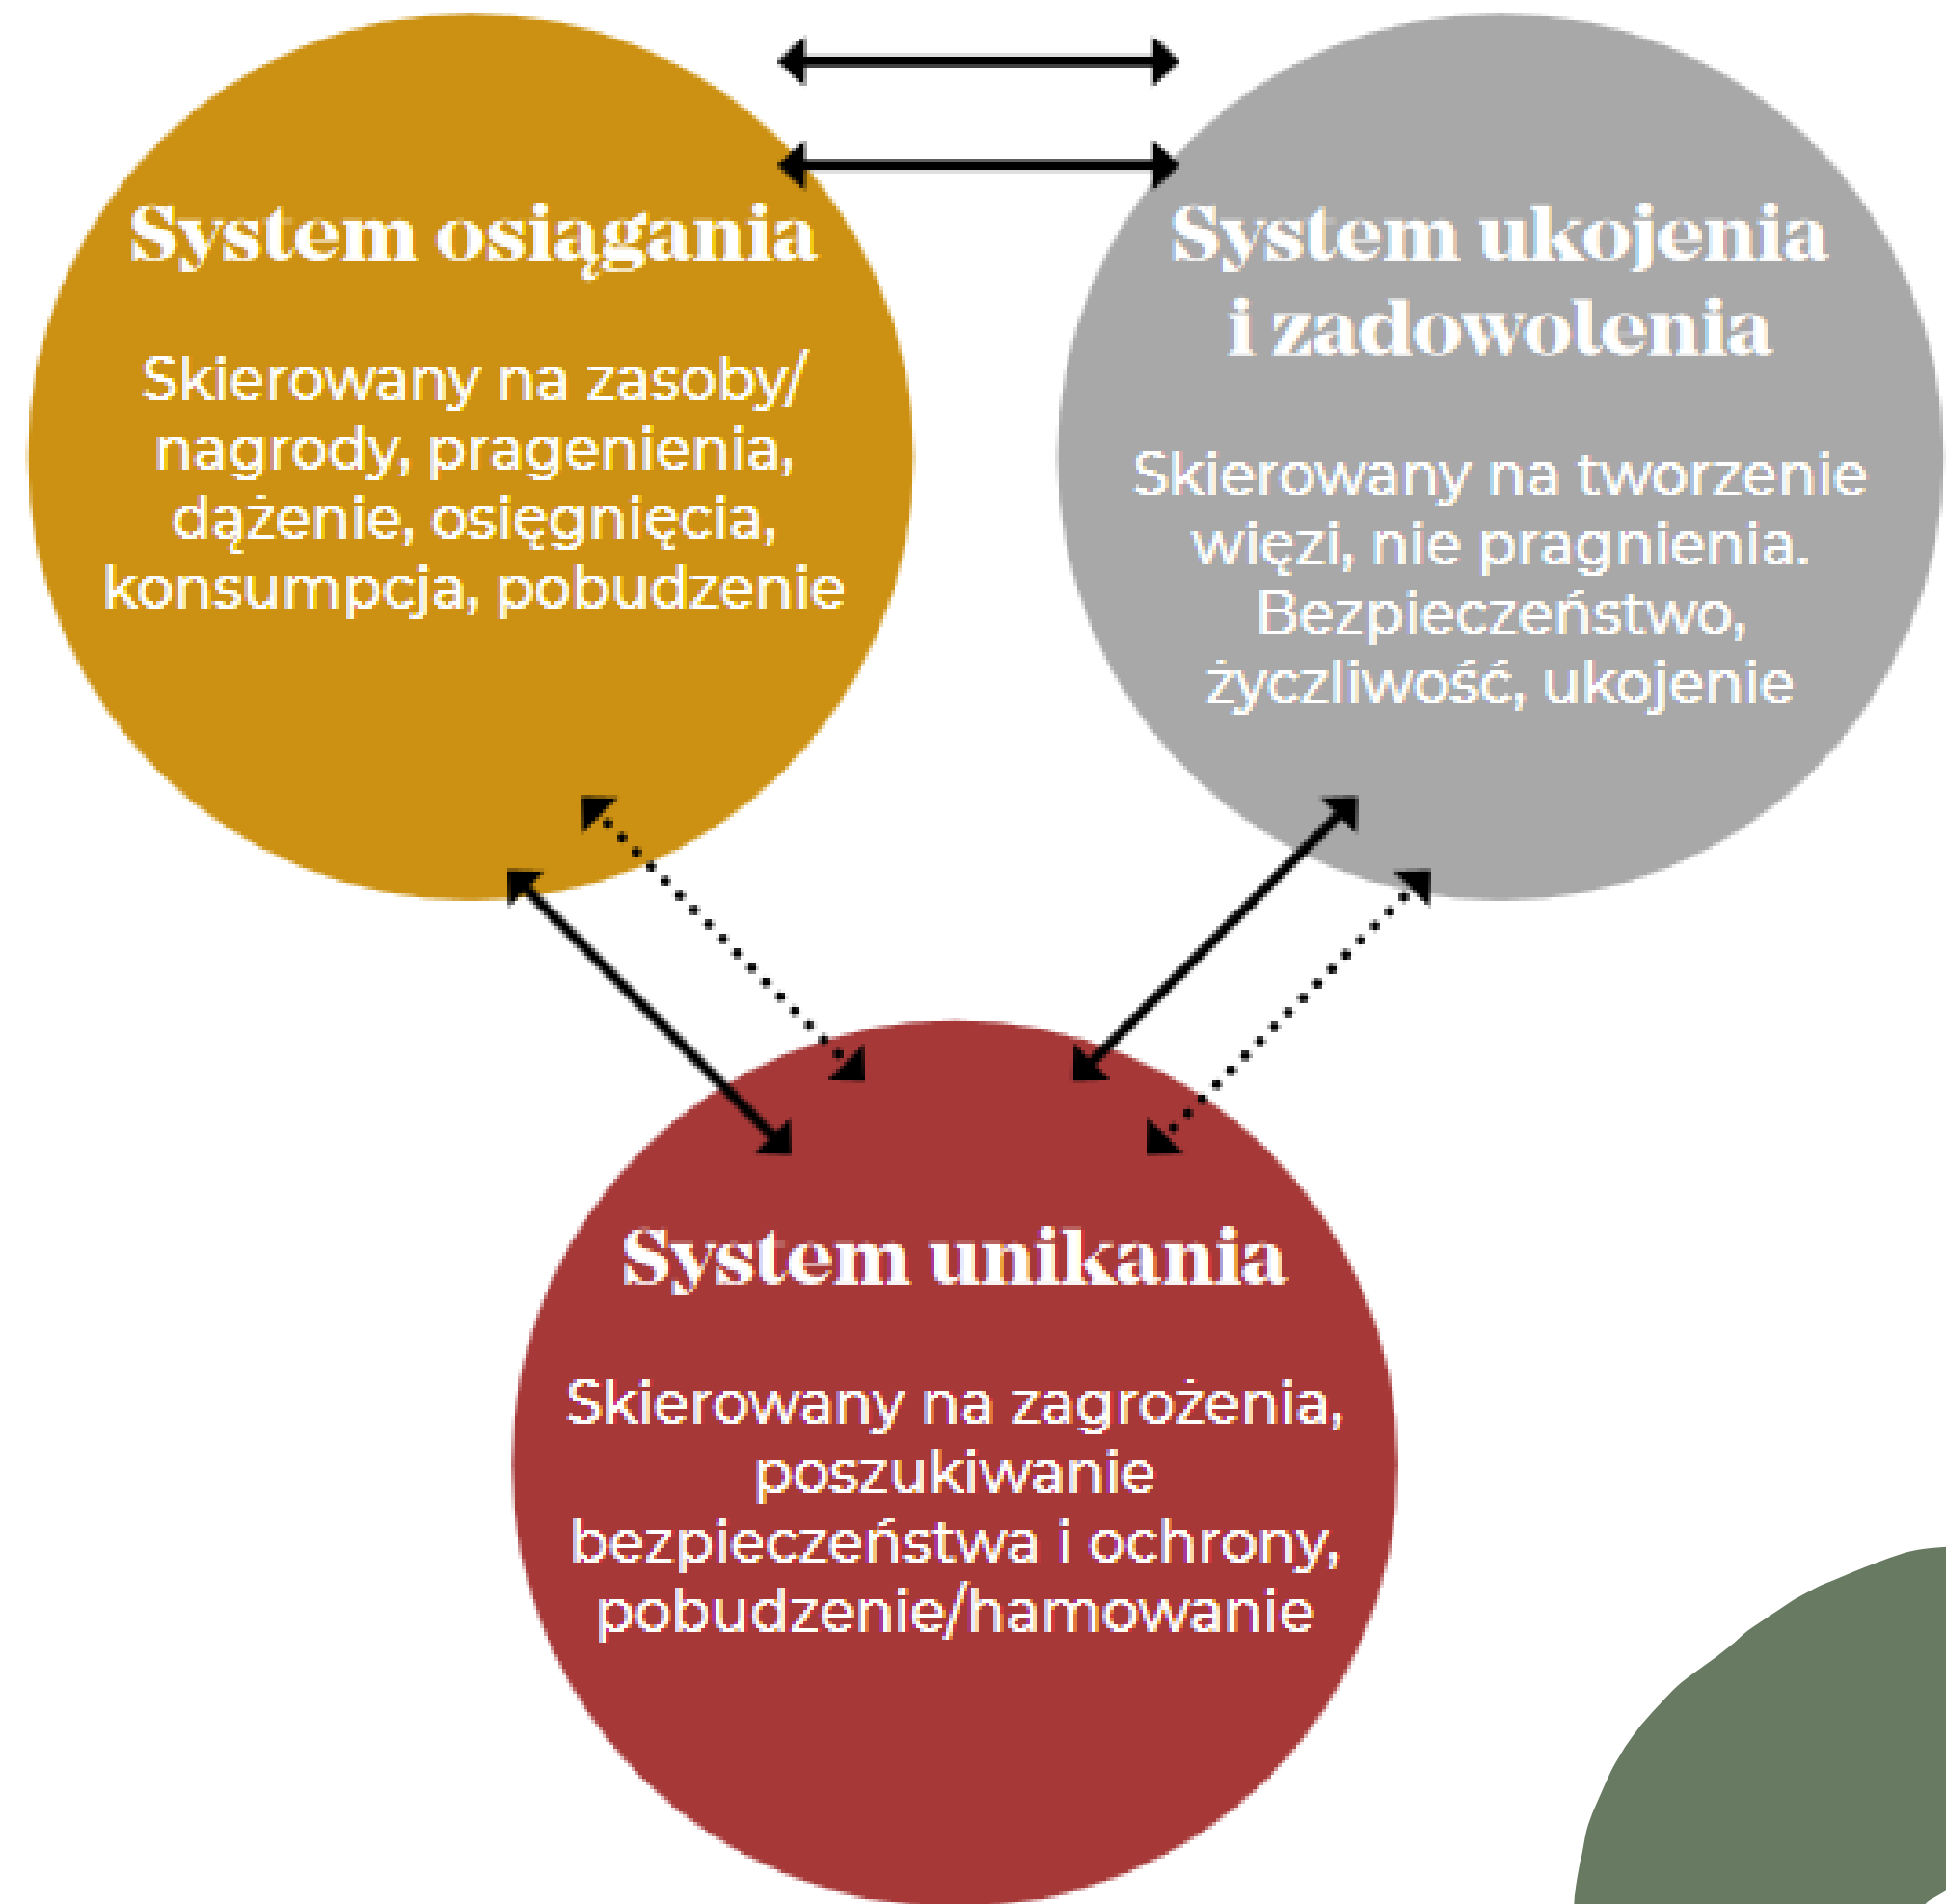 System osiągania
Skierowany na zasoby/
nagrody, pragenienia,
dążenie, osięgnięcia,
konsumpcja, pobudzenie
System ukojenia
i zadowolenia
Skierowany na tworzenie
więzi, nie pragnienia.
Bezpieczeństwo,
życzliwość, ukojenie
System unikania
Skierowany na zagrożenia,
poszukiwanie
bezpieczeństwa i ochrony,
pobudzenie/hamowanie